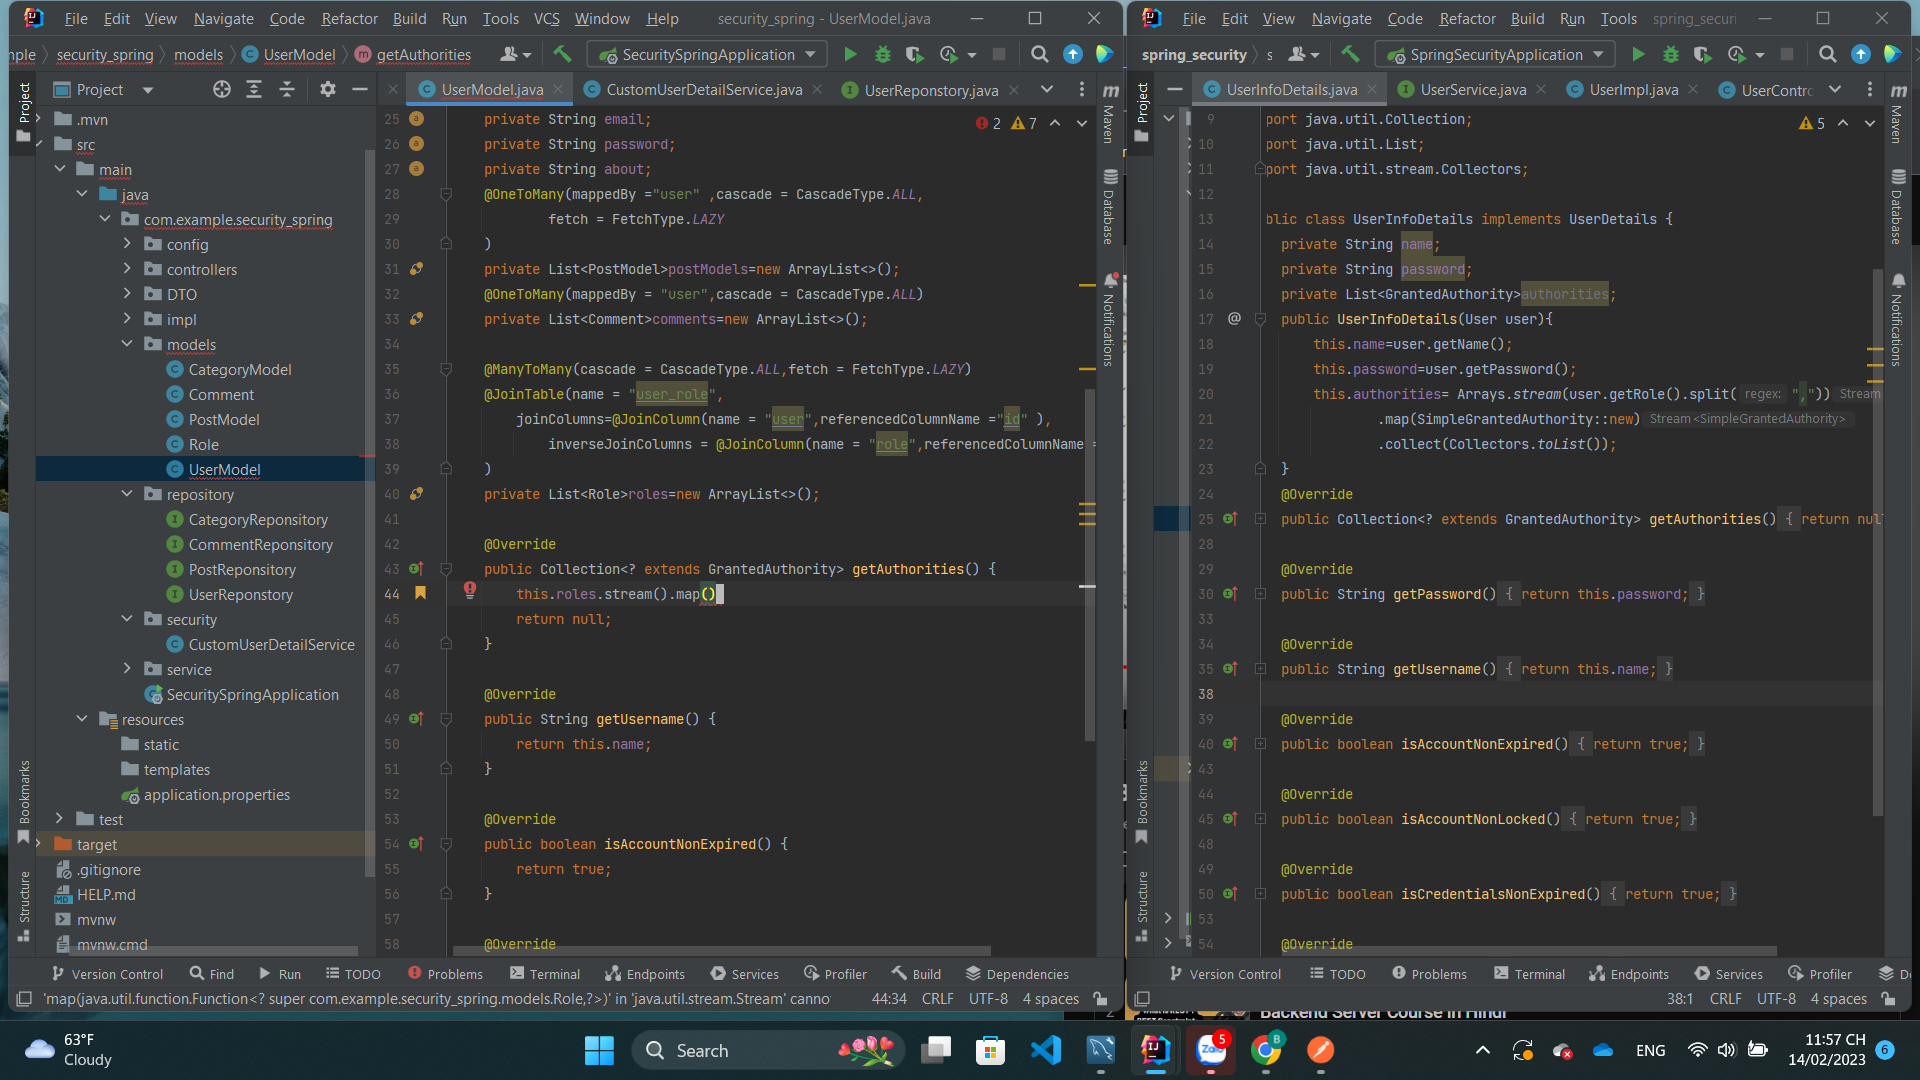 File Edit View Navigate Code Refactor Build Run Tools VCS Window Help security_spring - UserModel.java
mple security_spring models UserModel getAuthorities SecuritySpringApplication
Project
UserModel.java CustomUserDetailService.java UserReponstory.java
.mvn
src
main
java
com.example.security_spring
config
controllers
DTO
impl
models
CategoryModel
Comment
PostModel
Role
UserModel
repository
CategoryReponsitory
CommentReponsitory
PostReponsitory
UserReponstory
security
CustomUserDetailService
service
SecuritySpringApplication
resources
static
templates
application.properties
test
target
.gitignore
HELP.md
mvnw
mvnw.cmd
Project
Bookmarks
Structure
2 7
25 private String email;
26 private String password;
27 private String about;
28 @OneToMany(mappedBy ="user" ,cascade = CascadeType.ALL,
29 fetch = FetchType.LAZY
30 )
31 private List<PostModel>postModels=new ArrayList<>();
32 @OneToMany(mappedBy = "user",cascade = CascadeType.ALL)
33 private List<Comment>comments=new ArrayList<>();
34
35 @ManyToMany(cascade = CascadeType.ALL,fetch = FetchType.LAZY)
36 @JoinTable(name = "user_role",
37 joinColumns=@JoinColumn(name = "user",referencedColumnName ="id" ),
38 inverseJoinColumns = @JoinColumn(name = "role",referencedColumnName =
39 )
40 private List<Role>roles=new ArrayList<>();
41
42 @Override
43 public Collection<? extends GrantedAuthority> getAuthorities() {
44 this.roles.stream().map()
45 return null;
46 }
47
48 @Override
49 public String getUsername() {
50 return this.name;
51 }
52
53 @Override
54 public boolean isAccountNonExpired() {
55 return true;
56 }
57
58 @Override
Maven
Database
Notifications
Version Control Find Run TODO Problems Terminal Endpoints Services Profiler Build Dependencies
'map(java.util.function.Function<? super com.example.security_spring.models.Role,?>)' in 'java.util.stream.Stream' canno 44:34 CRLF UTF-8 4 spaces
File Edit View Navigate Code Refactor Build Run Tools spring_securi
spring_security s SpringSecurityApplication
UserInfoDetails.java UserService.java UserImpl.java UserContrc
Project
Bookmarks
Structure
5
9 port java.util.Collection;
10 port java.util.List;
11 port java.util.stream.Collectors;
12
13 blic class UserInfoDetails implements UserDetails {
14 private String name;
15 private String password;
16 private List<GrantedAuthority>authorities;
17 public UserInfoDetails(User user){
18 this.name=user.getName();
19 this.password=user.getPassword();
20 this.authorities= Arrays.stream(user.getRole().split( regex: ",")) Stream
21 .map(SimpleGrantedAuthority::new) Stream<SimpleGrantedAuthority>
22 .collect(Collectors.toList());
23 }
24 @Override
25 public Collection<? extends GrantedAuthority> getAuthorities() { return nul
28
29 @Override
30 public String getPassword() { return this.password; }
33
34 @Override
35 public String getUsername() { return this.name; }
38
39 @Override
40 public boolean isAccountNonExpired() { return true; }
43
44 @Override
45 public boolean isAccountNonLocked() { return true; }
48
49 @Override
50 public boolean isCredentialsNonExpired() { return true; }
53
54 @Override
Maven
Database
Notifications
Version Control TODO Problems Terminal Endpoints Services Profiler D
38:1 CRLF UTF-8 4 spaces
Backend Server Course in Hindi
63°F
Cloudy
Search
Zalo 5
ENG
11:57 CH
14/02/2023
6